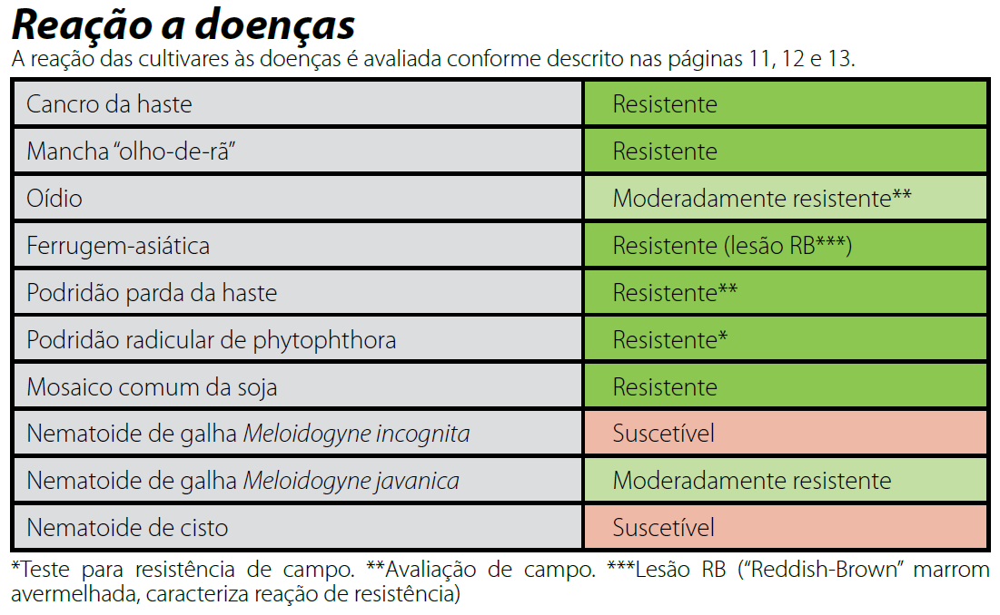 Reação a doenças
A reação das cultivares às doenças é avaliada conforme descrito nas páginas 11, 12 e 13.
Cancro da haste Resistente
Mancha “olho-de-rã” Resistente
Oídio Moderadamente resistente**
Ferrugem-asiática Resistente (lesão RB***)
Podridão parda da haste Resistente**
Podridão radicular de phytophthora Resistente*
Mosaico comum da soja Resistente
Nematoide de galha Meloidogyne incognita Suscetível
Nematoide de galha Meloidogyne javanica Moderadamente resistente
Nematoide de cisto Suscetível
*Teste para resistência de campo. **Avaliação de campo. ***Lesão RB (“Reddish-Brown” marrom
avermelhada, caracteriza reação de resistência)